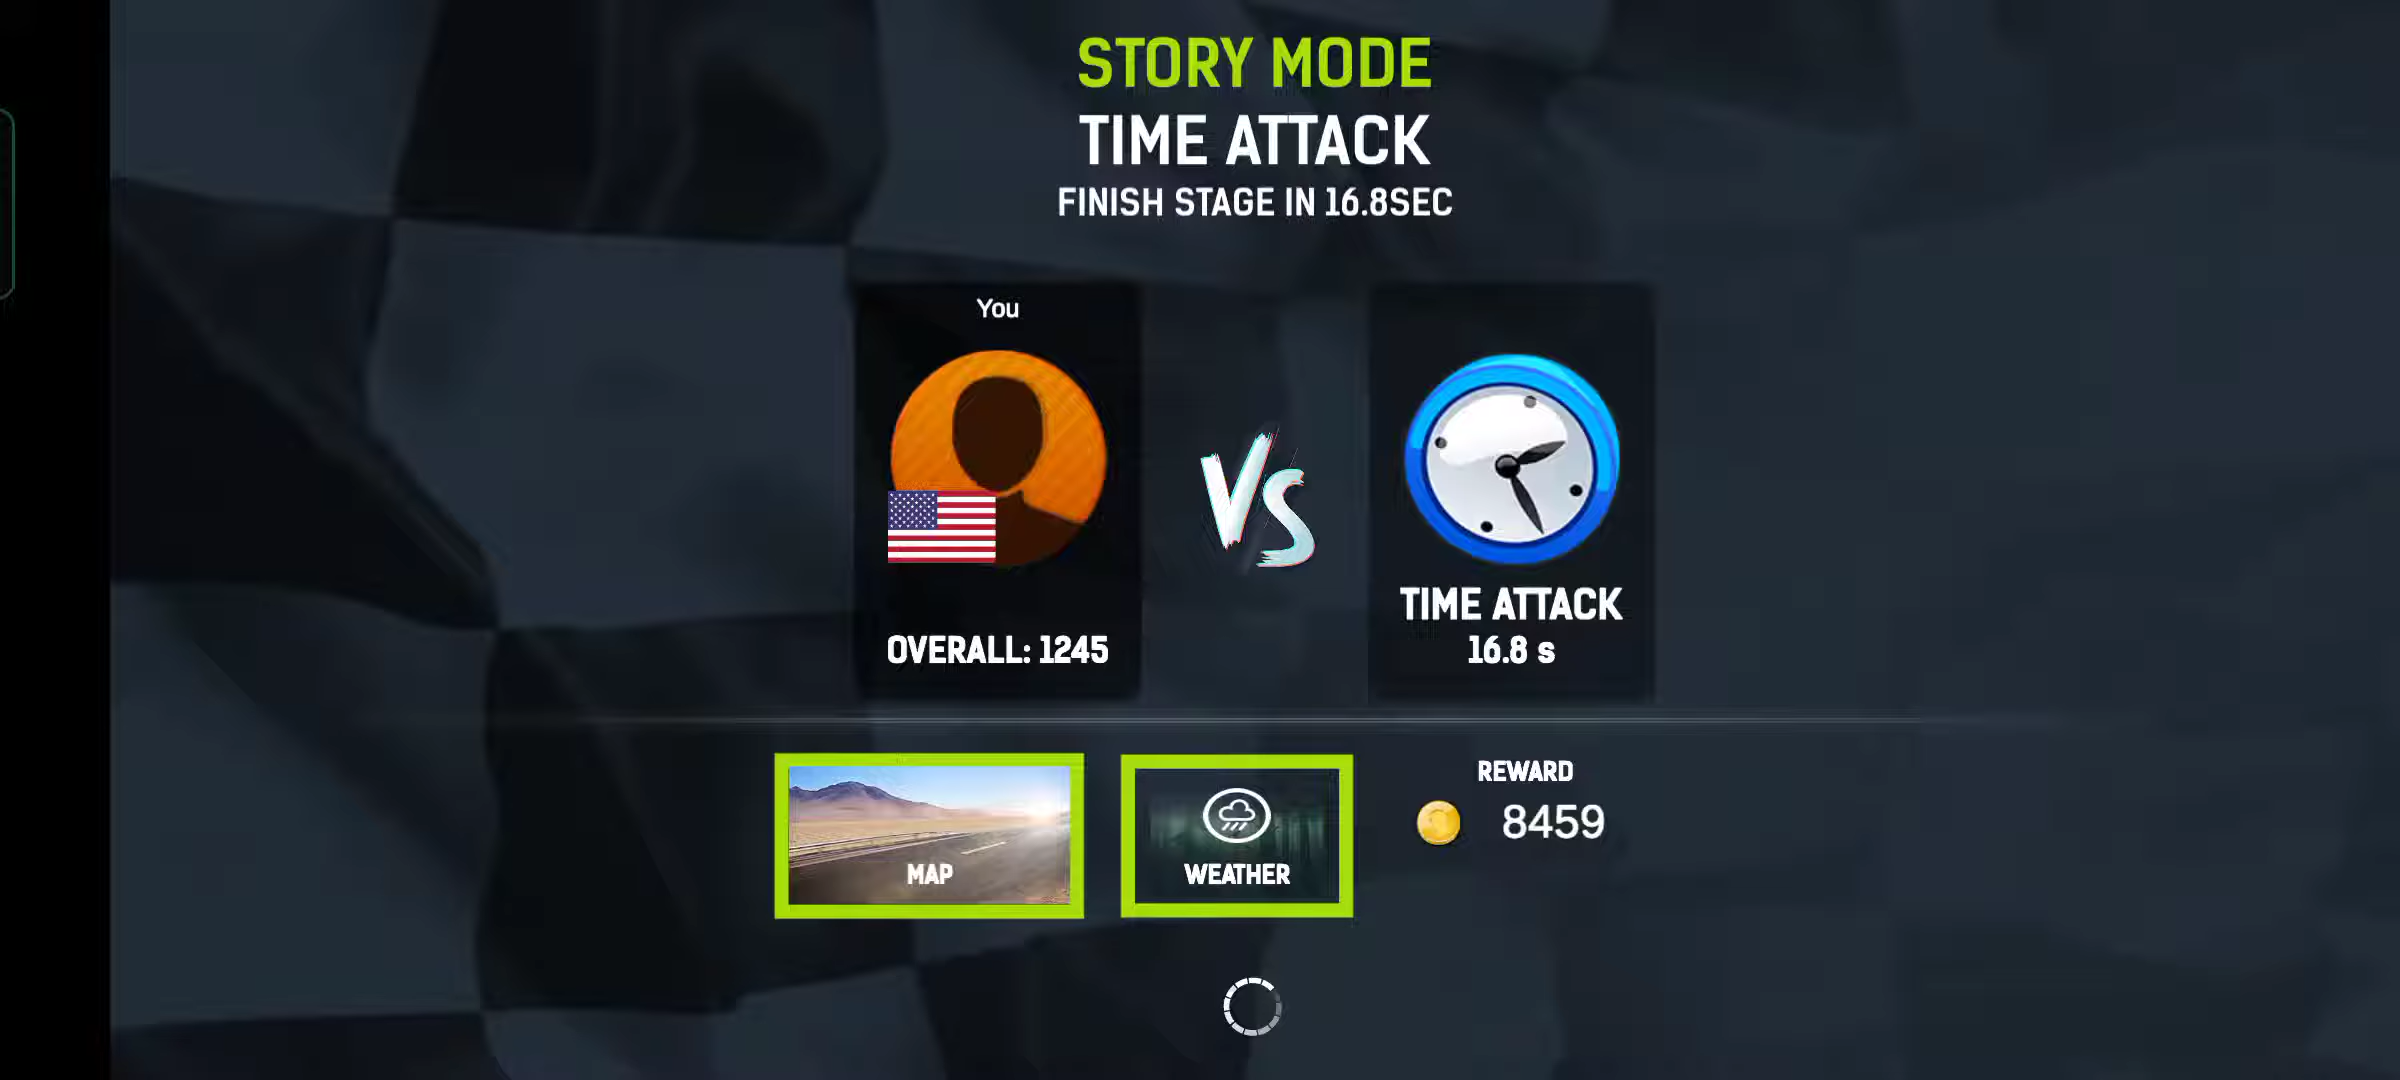 STORY MODE
TIME ATTACK
FINISH STAGE IN 16.8SEC
You
VS
OVERALL: 1245
TIME ATTACK
16.8 s
MAP
WEATHER
REWARD
8459